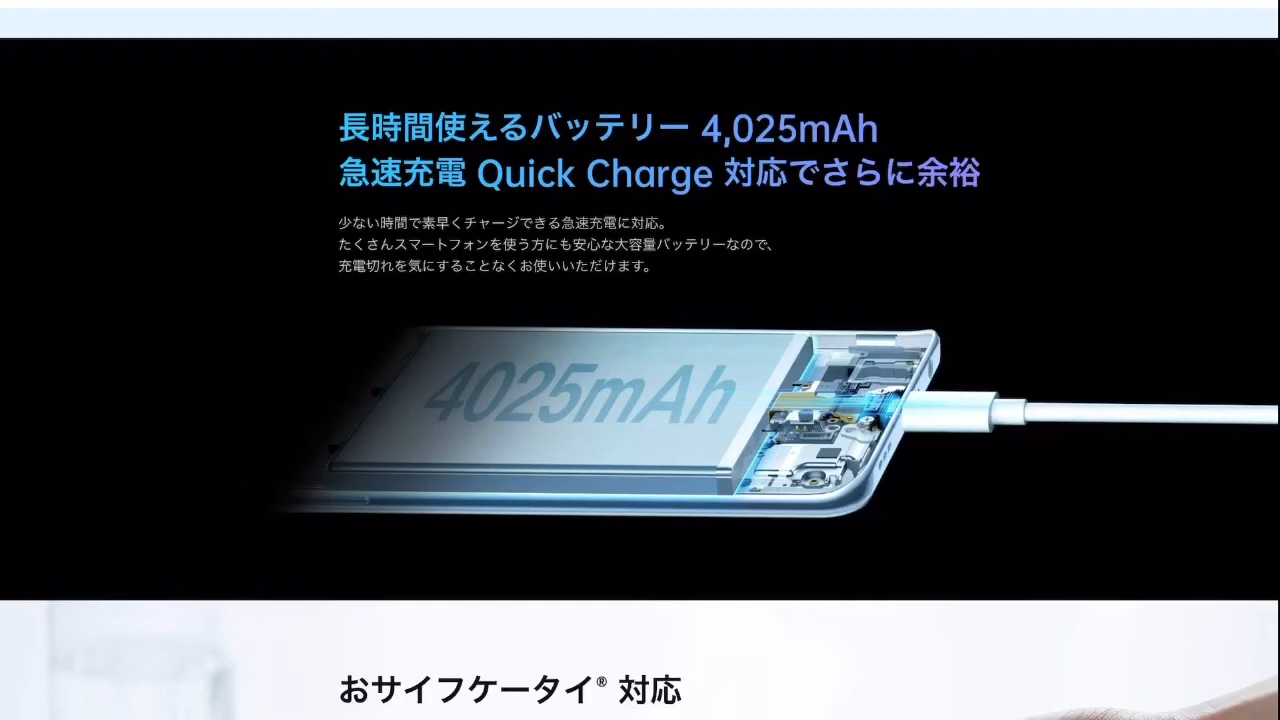 長時間使えるバッテリー 4,025mAh
急速充電 Quick Charge 対応でさらに余裕
少ない時間で素早くチャージできる急速充電に対応。
たくさんスマートフォンを使う方にも安心な大容量バッテリーなので、
充電切れを気にすることなくお使いいただけます。
4025mAh
おサイフケータイ® 対応